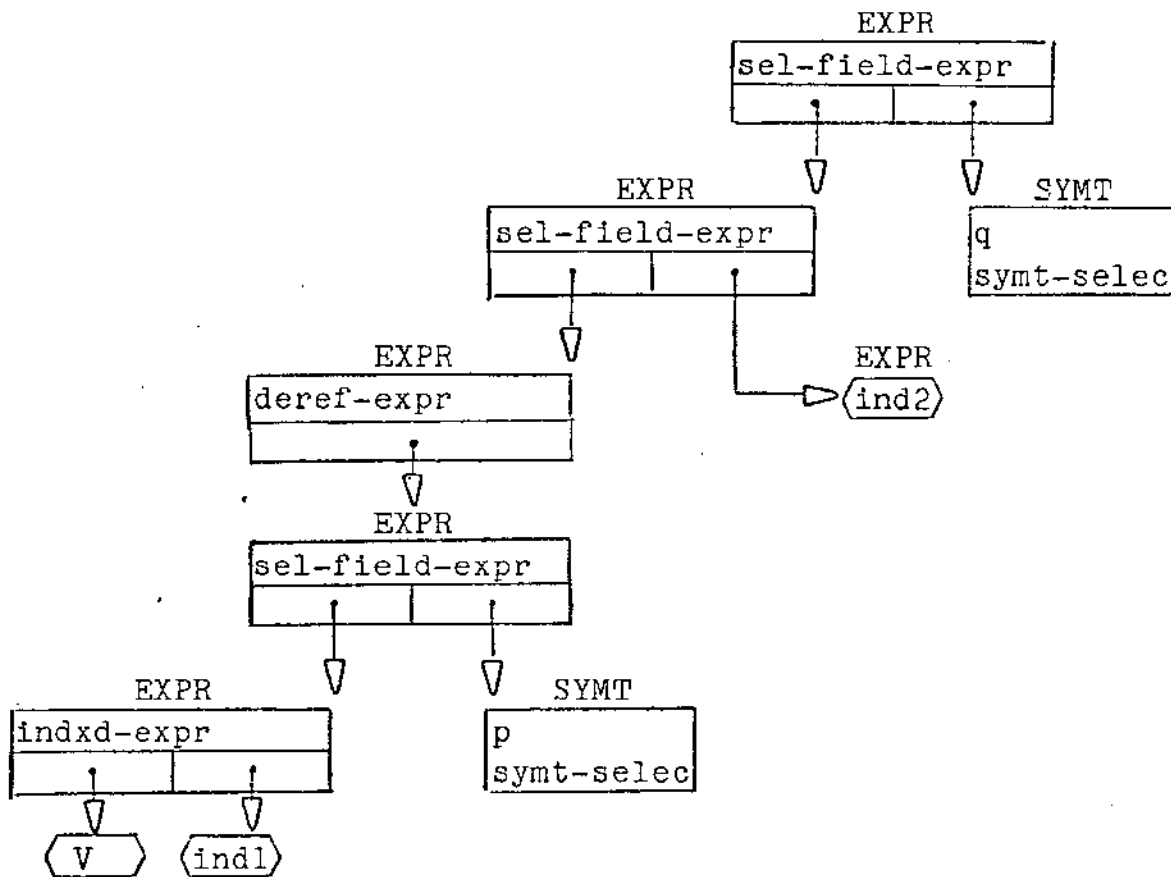 EXPR
sel-field-expr
EXPR
SYMT
sel-field-expr
q
symt-selec
EXPR
EXPR
deref-expr
ind2
EXPR
sel-field-expr
EXPR
SYMT
indxd-expr
p
symt-selec
V
ind1